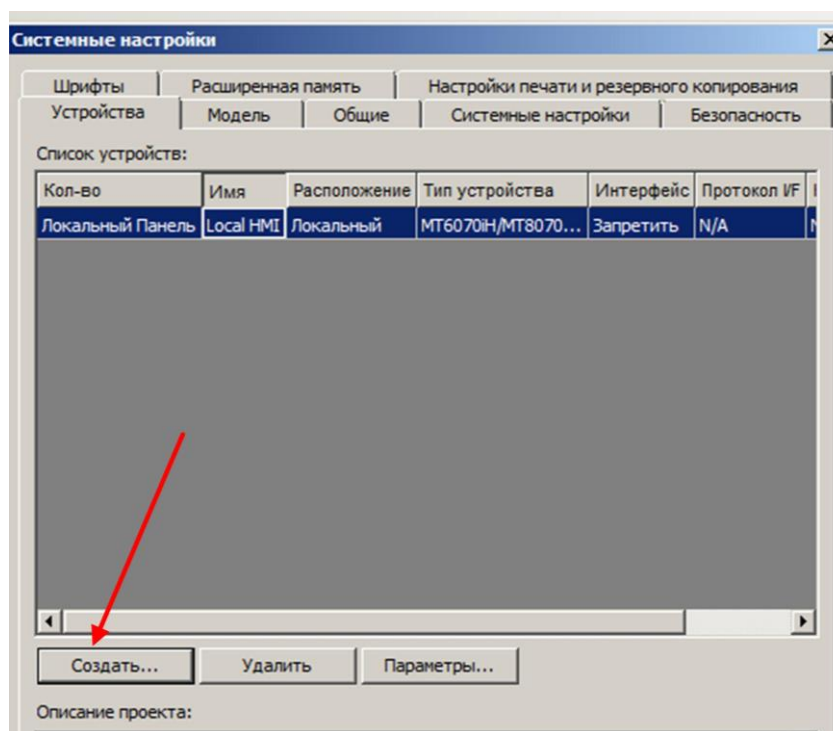 Системные настройки
Шрифты Расширенная память Настройки печати и резервного копирования
Устройства Модель Общие Системные настройки Безопасность
Список устройств:
Кол-во Имя Расположение Тип устройства Интерфейс Протокол I/F
Локальный Панель Local HMI Локальный MT6070iH/MT8070... Запретить N/A
Создать... Удалить Параметры...
Описание проекта: